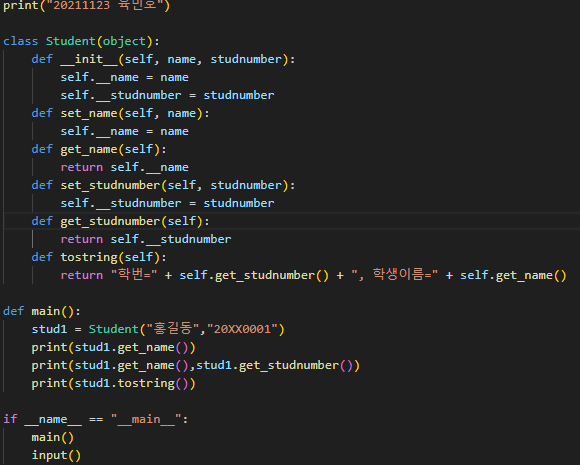 print("20211123 육민호")
class Student(object):
    def __init__(self, name, studnumber):
        self.__name = name
        self.__studnumber = studnumber
    def set_name(self, name):
        self.__name = name
    def get_name(self):
        return self.__name
    def set_studnumber(self, studnumber):
        self.__studnumber = studnumber
    def get_studnumber(self):
        return self.__studnumber
    def tostring(self):
        return "학번=" + self.get_studnumber() + ", 학생이름=" + self.get_name()
def main():
    stud1 = Student("홍길동","20XX0001")
    print(stud1.get_name())
    print(stud1.get_name(),stud1.get_studnumber())
    print(stud1.tostring())
if __name__ == "__main__":
    main()
    input()